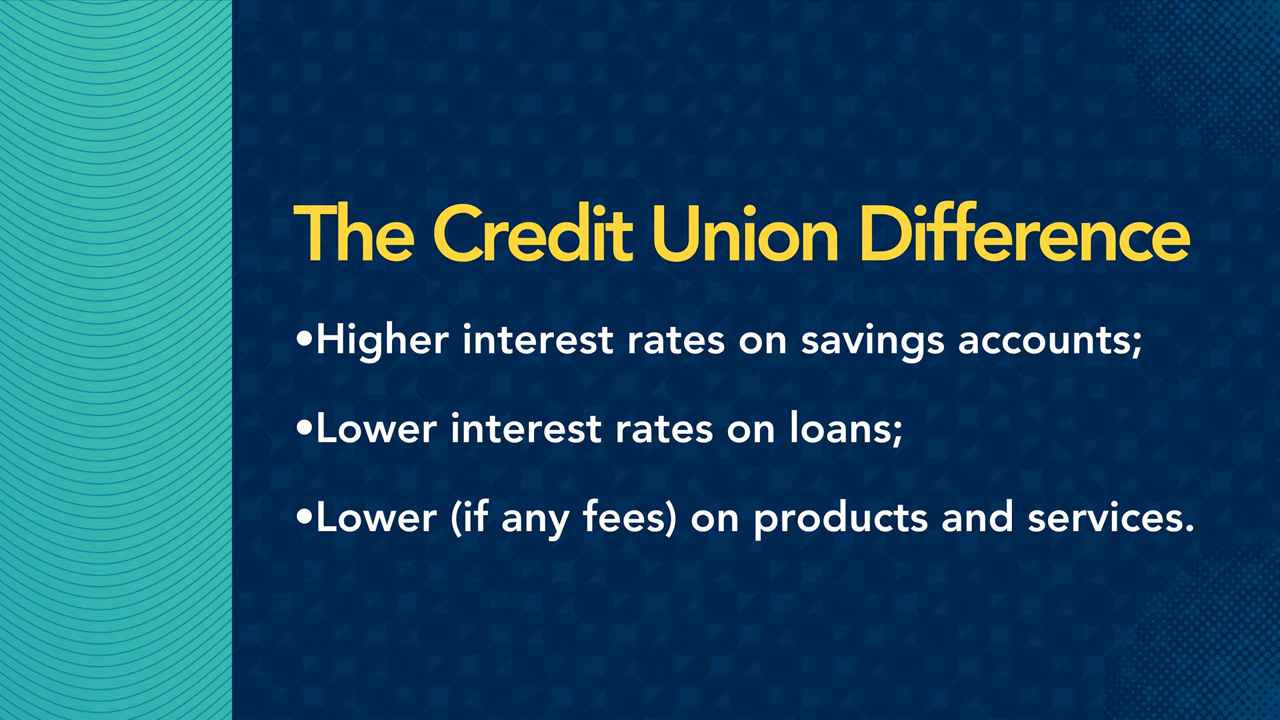 The Credit Union Difference
•Higher interest rates on savings accounts;
•Lower interest rates on loans;
•Lower (if any fees) on products and services.